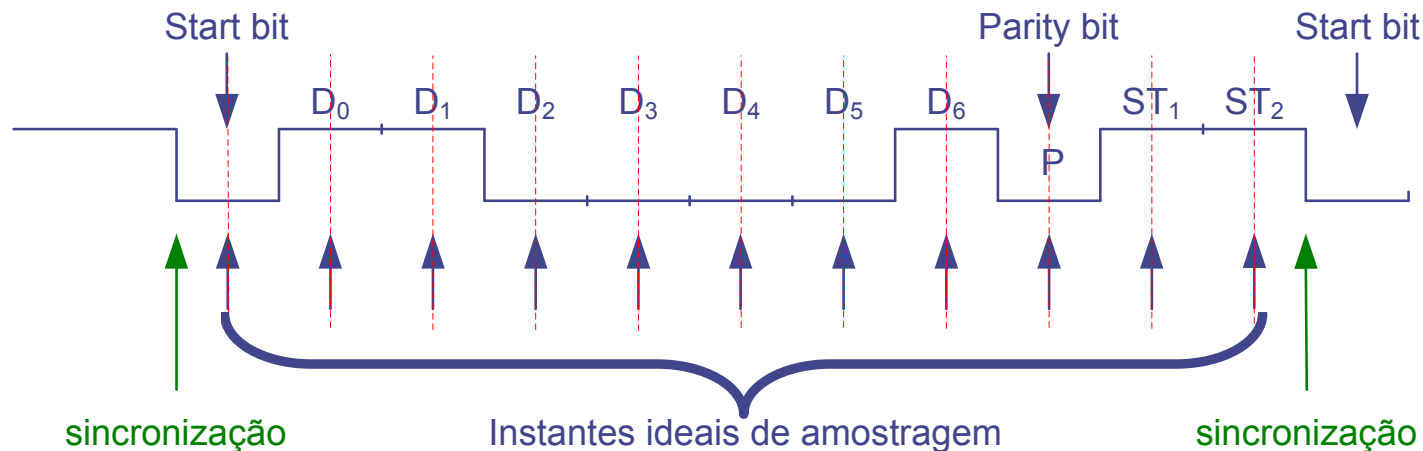 Start bit Parity bit Start bit
D₀ D₁ D₂ D₃ D₄ D₅ D₆ ST₁ ST₂
P
sincronização Instantes ideais de amostragem sincronização